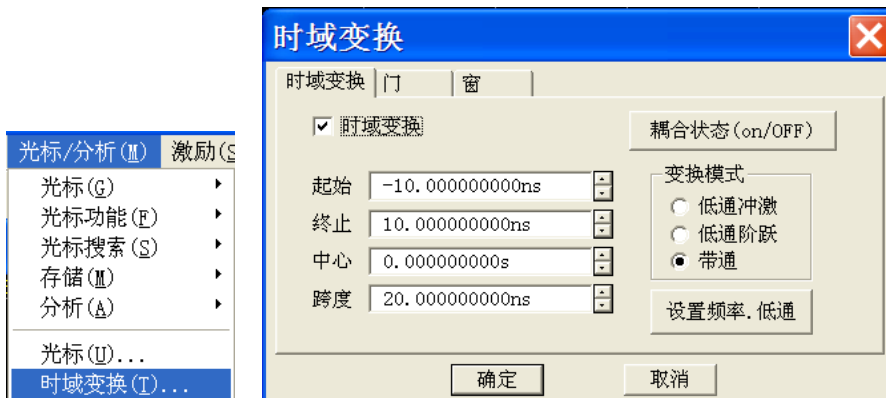 光标/分析(M) 激励(S
光标(G)
光标功能(F)
光标搜索(S)
存储(M)
分析(A)
光标(U)...
时域变换(T)...
时域变换
时域变换 门 窗
时域变换
耦合状态(on/OFF)
起始 -10.000000000ns
终止 10.000000000ns
中心 0.000000000s
跨度 20.000000000ns
变换模式
低通冲激
低通阶跃
带通
设置频率.低通
确定 取消